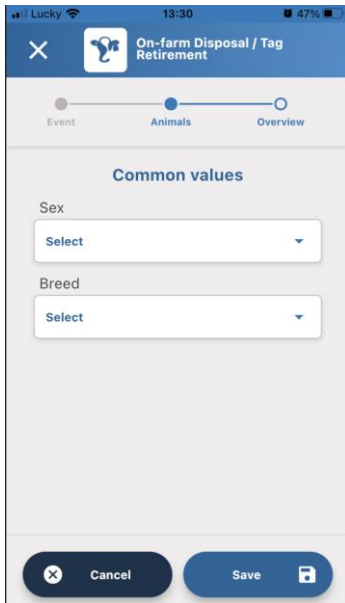 Lucky 13:30 47%
On-farm Disposal / Tag
Retirement
Event Animals Overview
Common values
Sex
Select
Breed
Select
Cancel Save